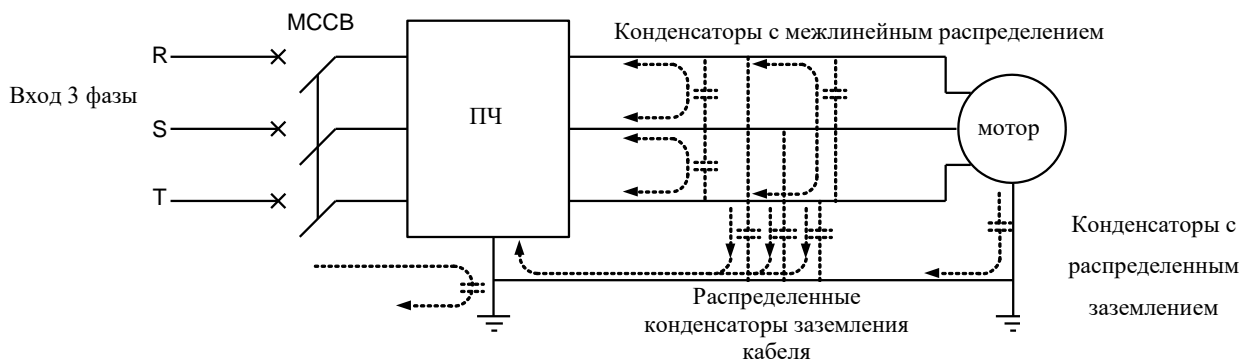 MCCB
Конденсаторы с межлинейным распределением
R
Вход 3 фазы
ПЧ
S
мотор
T
Конденсаторы с
распределенным
заземлением
Распределенные
конденсаторы заземления
кабеля